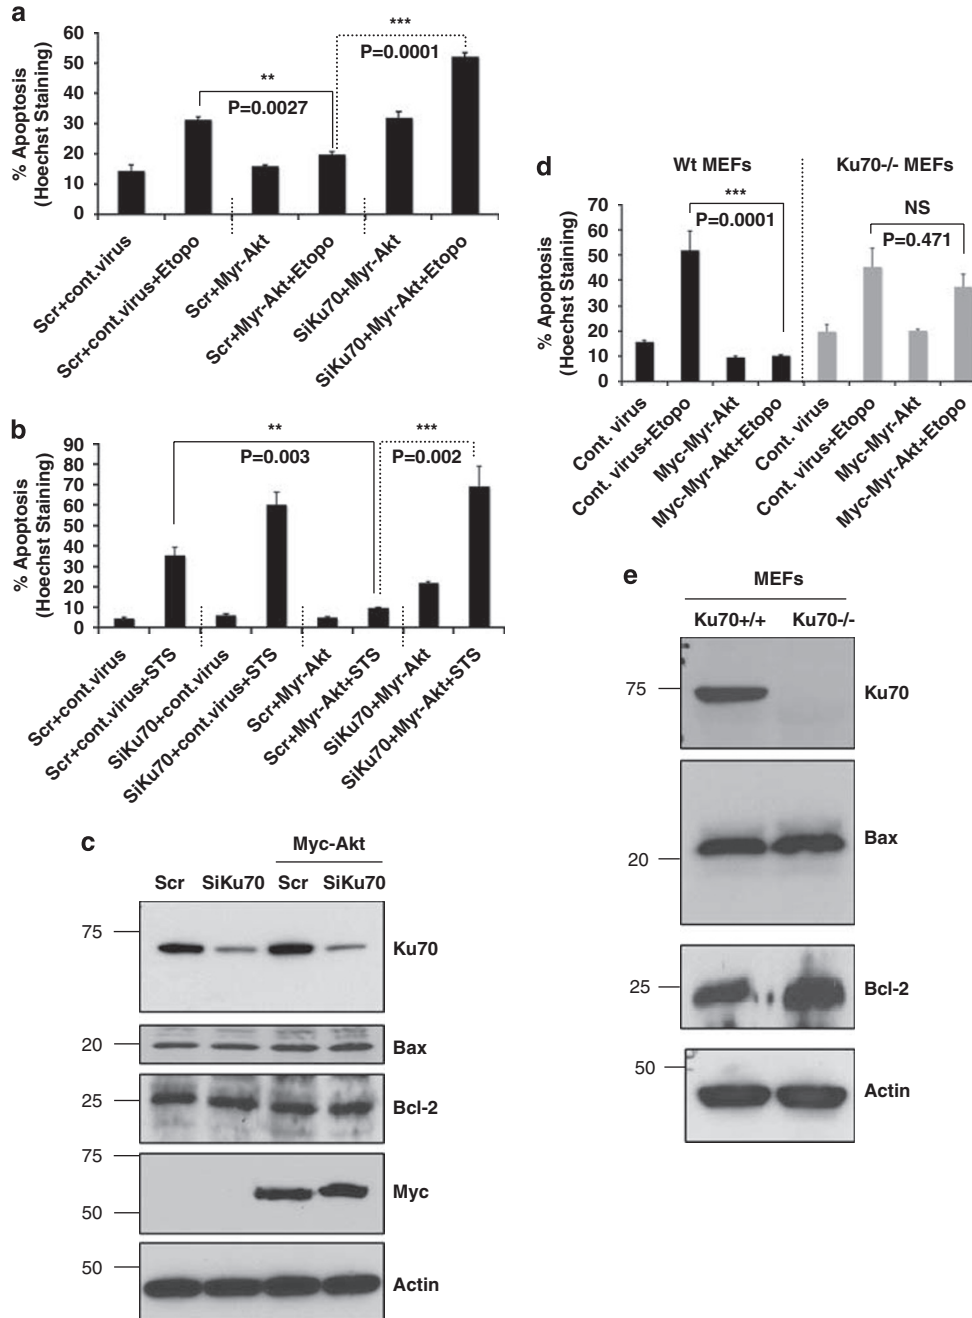 a
% Apoptosis
(Hoechst Staining)
60
50
40
30
20
10
0
**
P=0.0027
***
P=0.0001
Scr+cont.virus
Scr+cont.virus+Etopo
Scr+Myr-Akt
Scr+Myr-Akt+Etopo
SiKu70+Myr-Akt
SiKu70+Myr-Akt+Etopo
b
% Apoptosis
(Hoechst Staining)
90
80
70
60
50
40
30
20
10
0
**
P=0.003
***
P=0.002
Scr+cont.virus
Scr+cont.virus+STS
SiKu70+cont.virus
SiKu70+cont.virus+STS
Scr+Myr-Akt
Scr+Myr-Akt+STS
SiKu70+Myr-Akt
SiKu70+Myr-Akt+STS
c
Myc-Akt
Scr SiKu70 Scr SiKu70
75
Ku70
20
Bax
25
Bcl-2
75
50
Myc
50
Actin
d
Wt MEFs
Ku70-/- MEFs
% Apoptosis
(Hoechst Staining)
70
60
50
40
30
20
10
0
***
P=0.0001
NS
P=0.471
Cont. virus
Cont. virus+Etopo
Myc-Myr-Akt
Myc-Myr-Akt+Etopo
Cont. virus
Cont. virus+Etopo
Myc-Myr-Akt
Myc-Myr-Akt+Etopo
e
MEFs
Ku70+/+ Ku70-/-
75
Ku70
20
Bax
25
Bcl-2
50
Actin